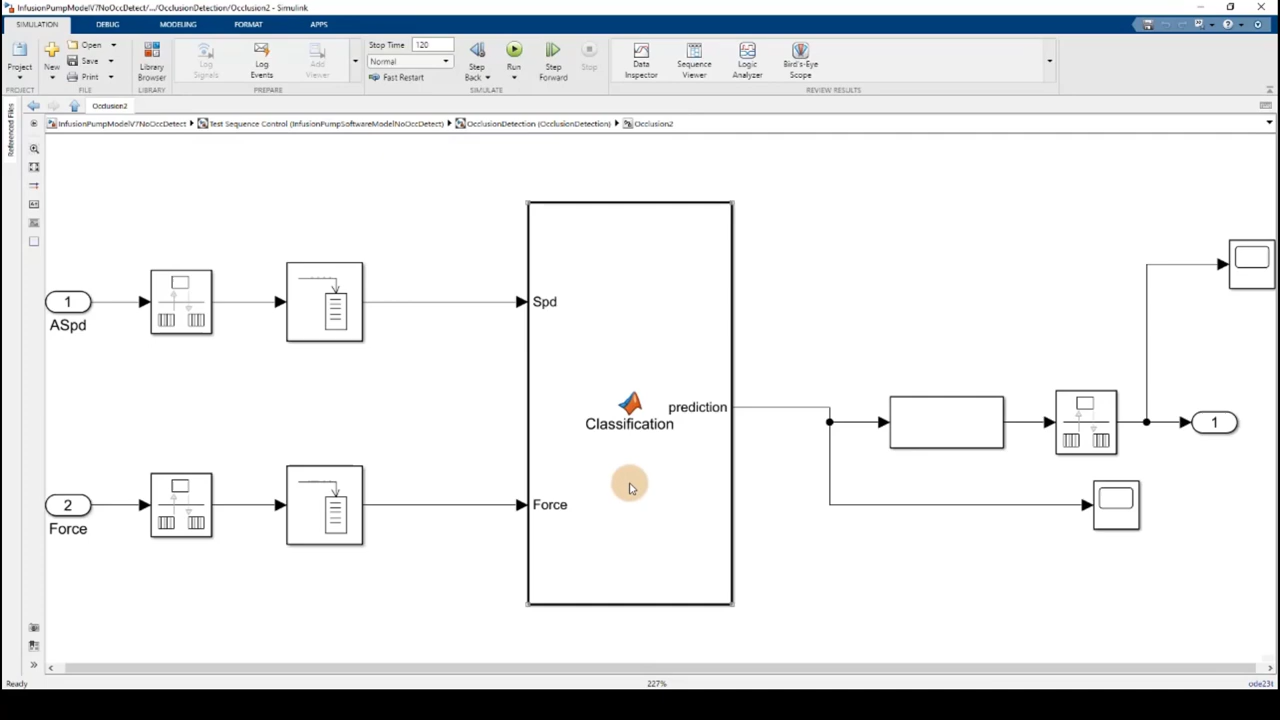 InfusionPumpModelV7NoOccDetect/.../OcclusionDetection/Occlusion2 - Simulink
SIMULATION DEBUG MODELING FORMAT APPS
Project
New
Open
Save
Print
Library Browser
Log Signals
Log Events
Add Viewer
Stop Time 120
Normal
Fast Restart
Step Back
Run
Step Forward
Stop
Data Inspector
Sequence Viewer
Logic Analyzer
Bird's-Eye Scope
PROJECT FILE LIBRARY PREPARE SIMULATE REVIEW RESULTS
Referenced Files
Occlusion2
InfusionPumpModelV7NoOccDetect Test Sequence Control (InfusionPumpSoftwareModelNoOccDetect) OcclusionDetection (OcclusionDetection) Occlusion2
1
ASpd
Spd
prediction
Classification
1
2
Force
Force
Ready 227% ode23t